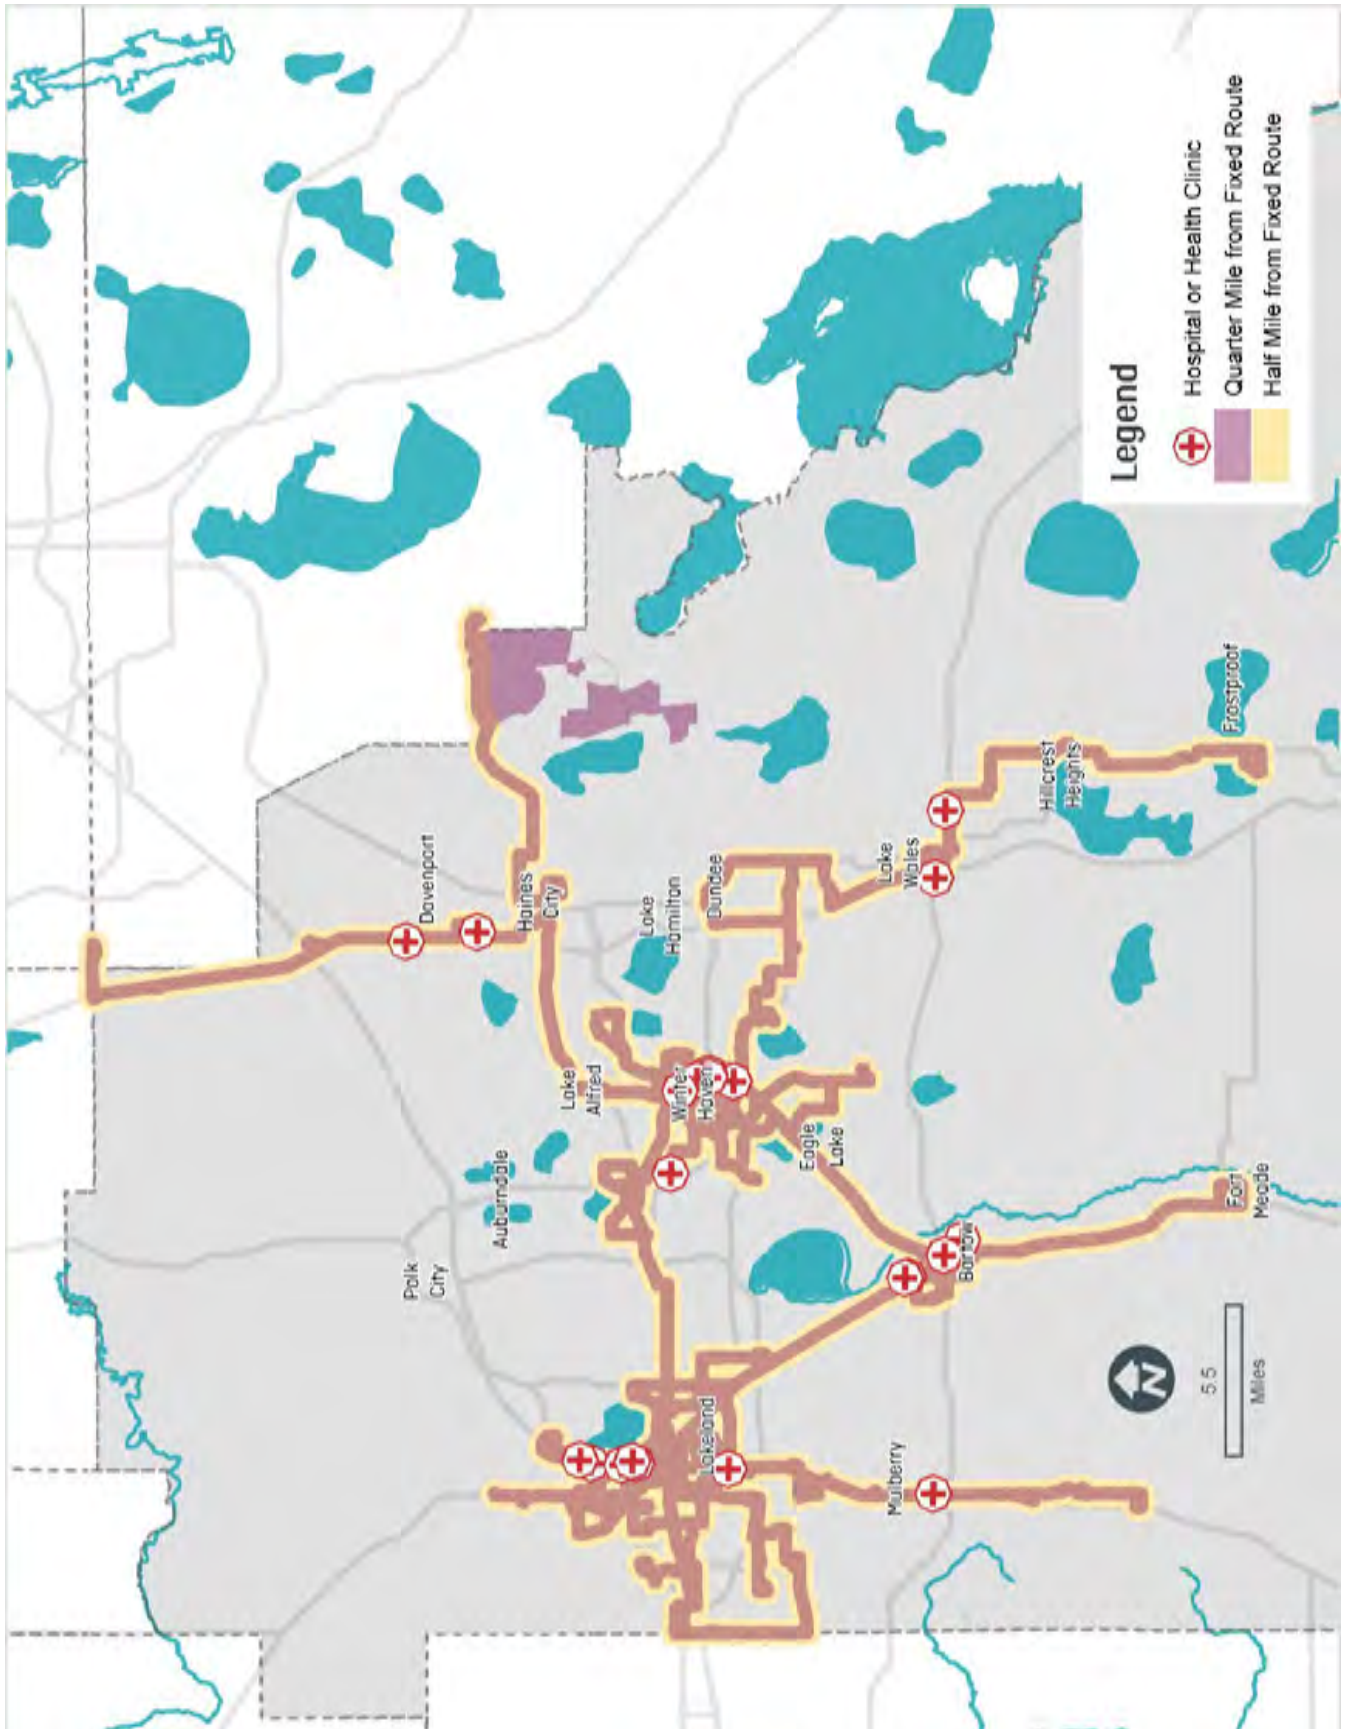 Davenport
Haines
City
Polk
City
Auburndale
Lake
Alfred
Lake
Hamilton
Dundee
Winter
Haven
Eagle
Lake
Lakeland
Mulberry
Bartow
Lake
Wales
Hillcrest
Heights
Frostproof
Fort
Meade
N
5.5
Miles
Legend
Hospital or Health Clinic
Quarter Mile from Fixed Route
Half Mile from Fixed Route